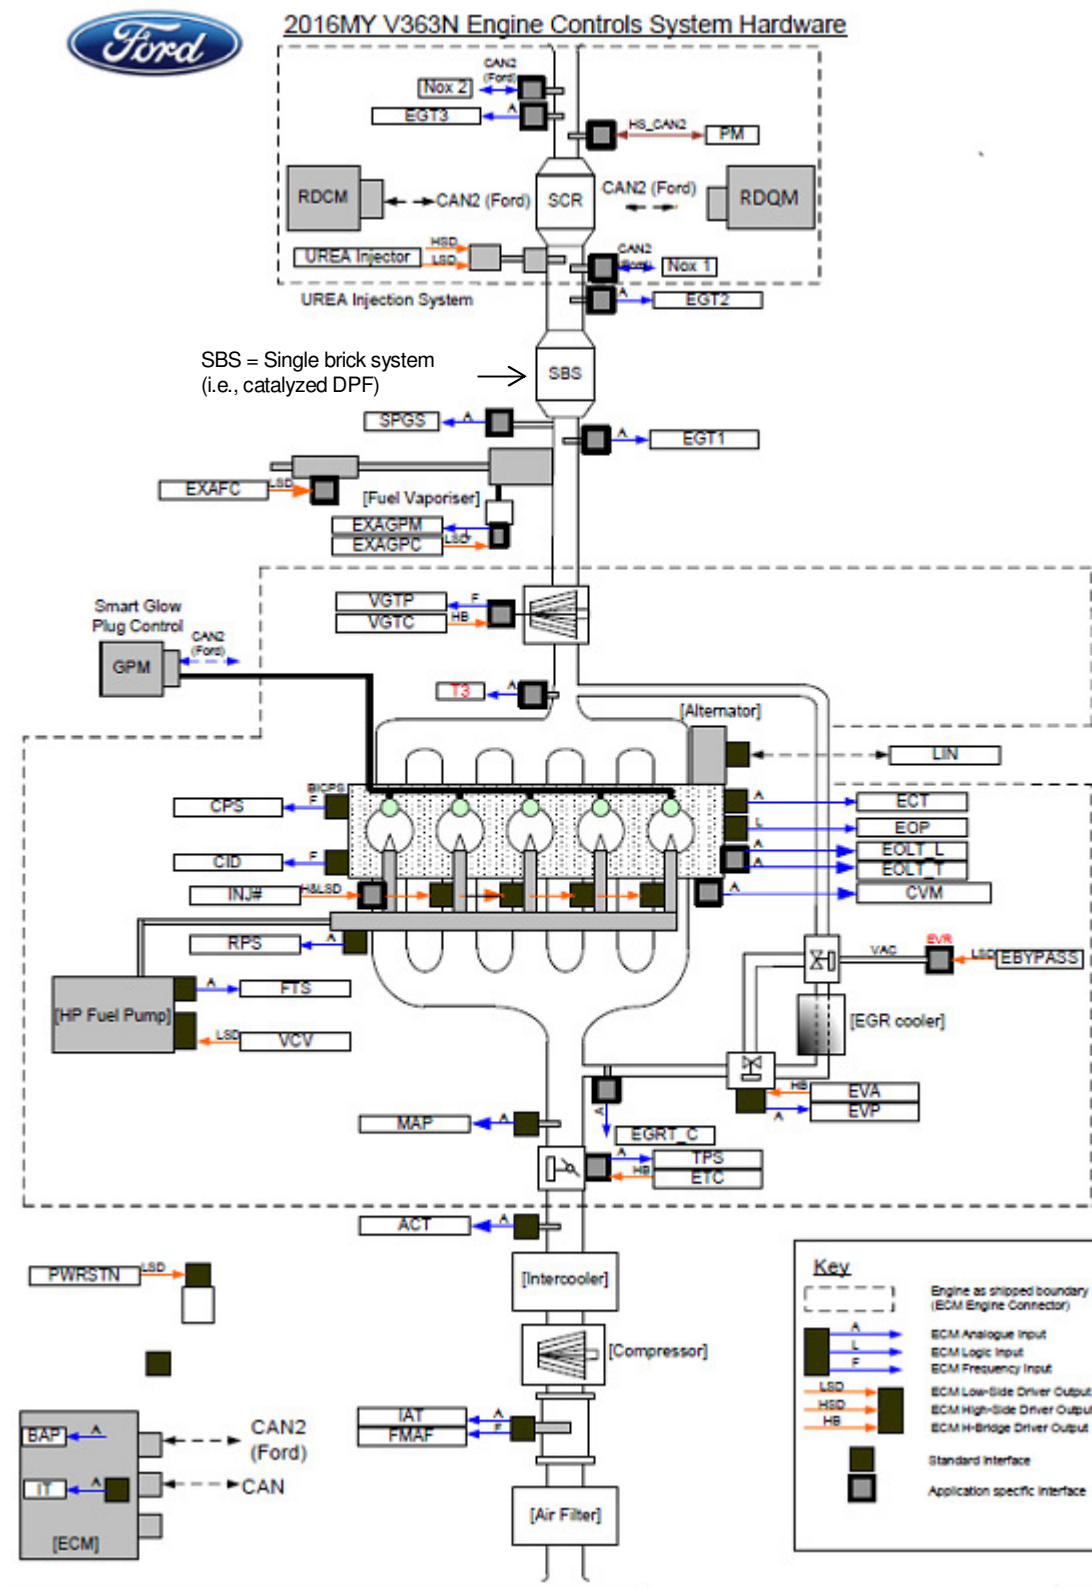 Ford
2016MY V363N Engine Controls System Hardware
CAN2
(Ford)
Nox 2
A
EGT3
HS_CAN2
PM
RDCM
CAN2 (Ford)
SCR
CAN2 (Ford)
RDQM
HSD
UREA Injector
LSD
CAN2
Nox 1
UREA Injection System
A
EGT2
SBS = Single brick system
(i.e., catalyzed DPF)
SBS
SPGS
A
A
EGT1
EXAFC
LSD
[Fuel Vaporiser]
EXAGPM
EXAGPC
LSD
Smart Glow
Plug Control
CAN2
(Ford)
GPM
VGTP
F
VGTC
HB
T3
A
[Alternator]
LIN
BICPS
CPS
F
A
ECT
L
EOP
CID
F
A
EOLT_L
A
EOLT_T
INJ#
H&LSD
A
CVM
RPS
A
VAC
EVR
LSD
EBYPASS
[HP Fuel Pump]
A
FTS
LSD
VCV
[EGR cooler]
HB
EVA
A
EVP
MAP
A
A
EGRT_C
A
TPS
HB
ETC
ACT
A
PWRSTN
LSD
[Intercooler]
[Compressor]
IAT
A
FMAF
F
[Air Filter]
BAP
A
CAN2
(Ford)
IT
A
CAN
[ECM]
Key
Engine as shipped boundary
(ECM Engine Connector)
A
ECM Analogue Input
L
ECM Logic Input
F
ECM Frequency Input
LSD
ECM Low-Side Driver Output
HSD
ECM High-Side Driver Output
HB
ECM H-Bridge Driver Output
Standard Interface
Application specific Interface